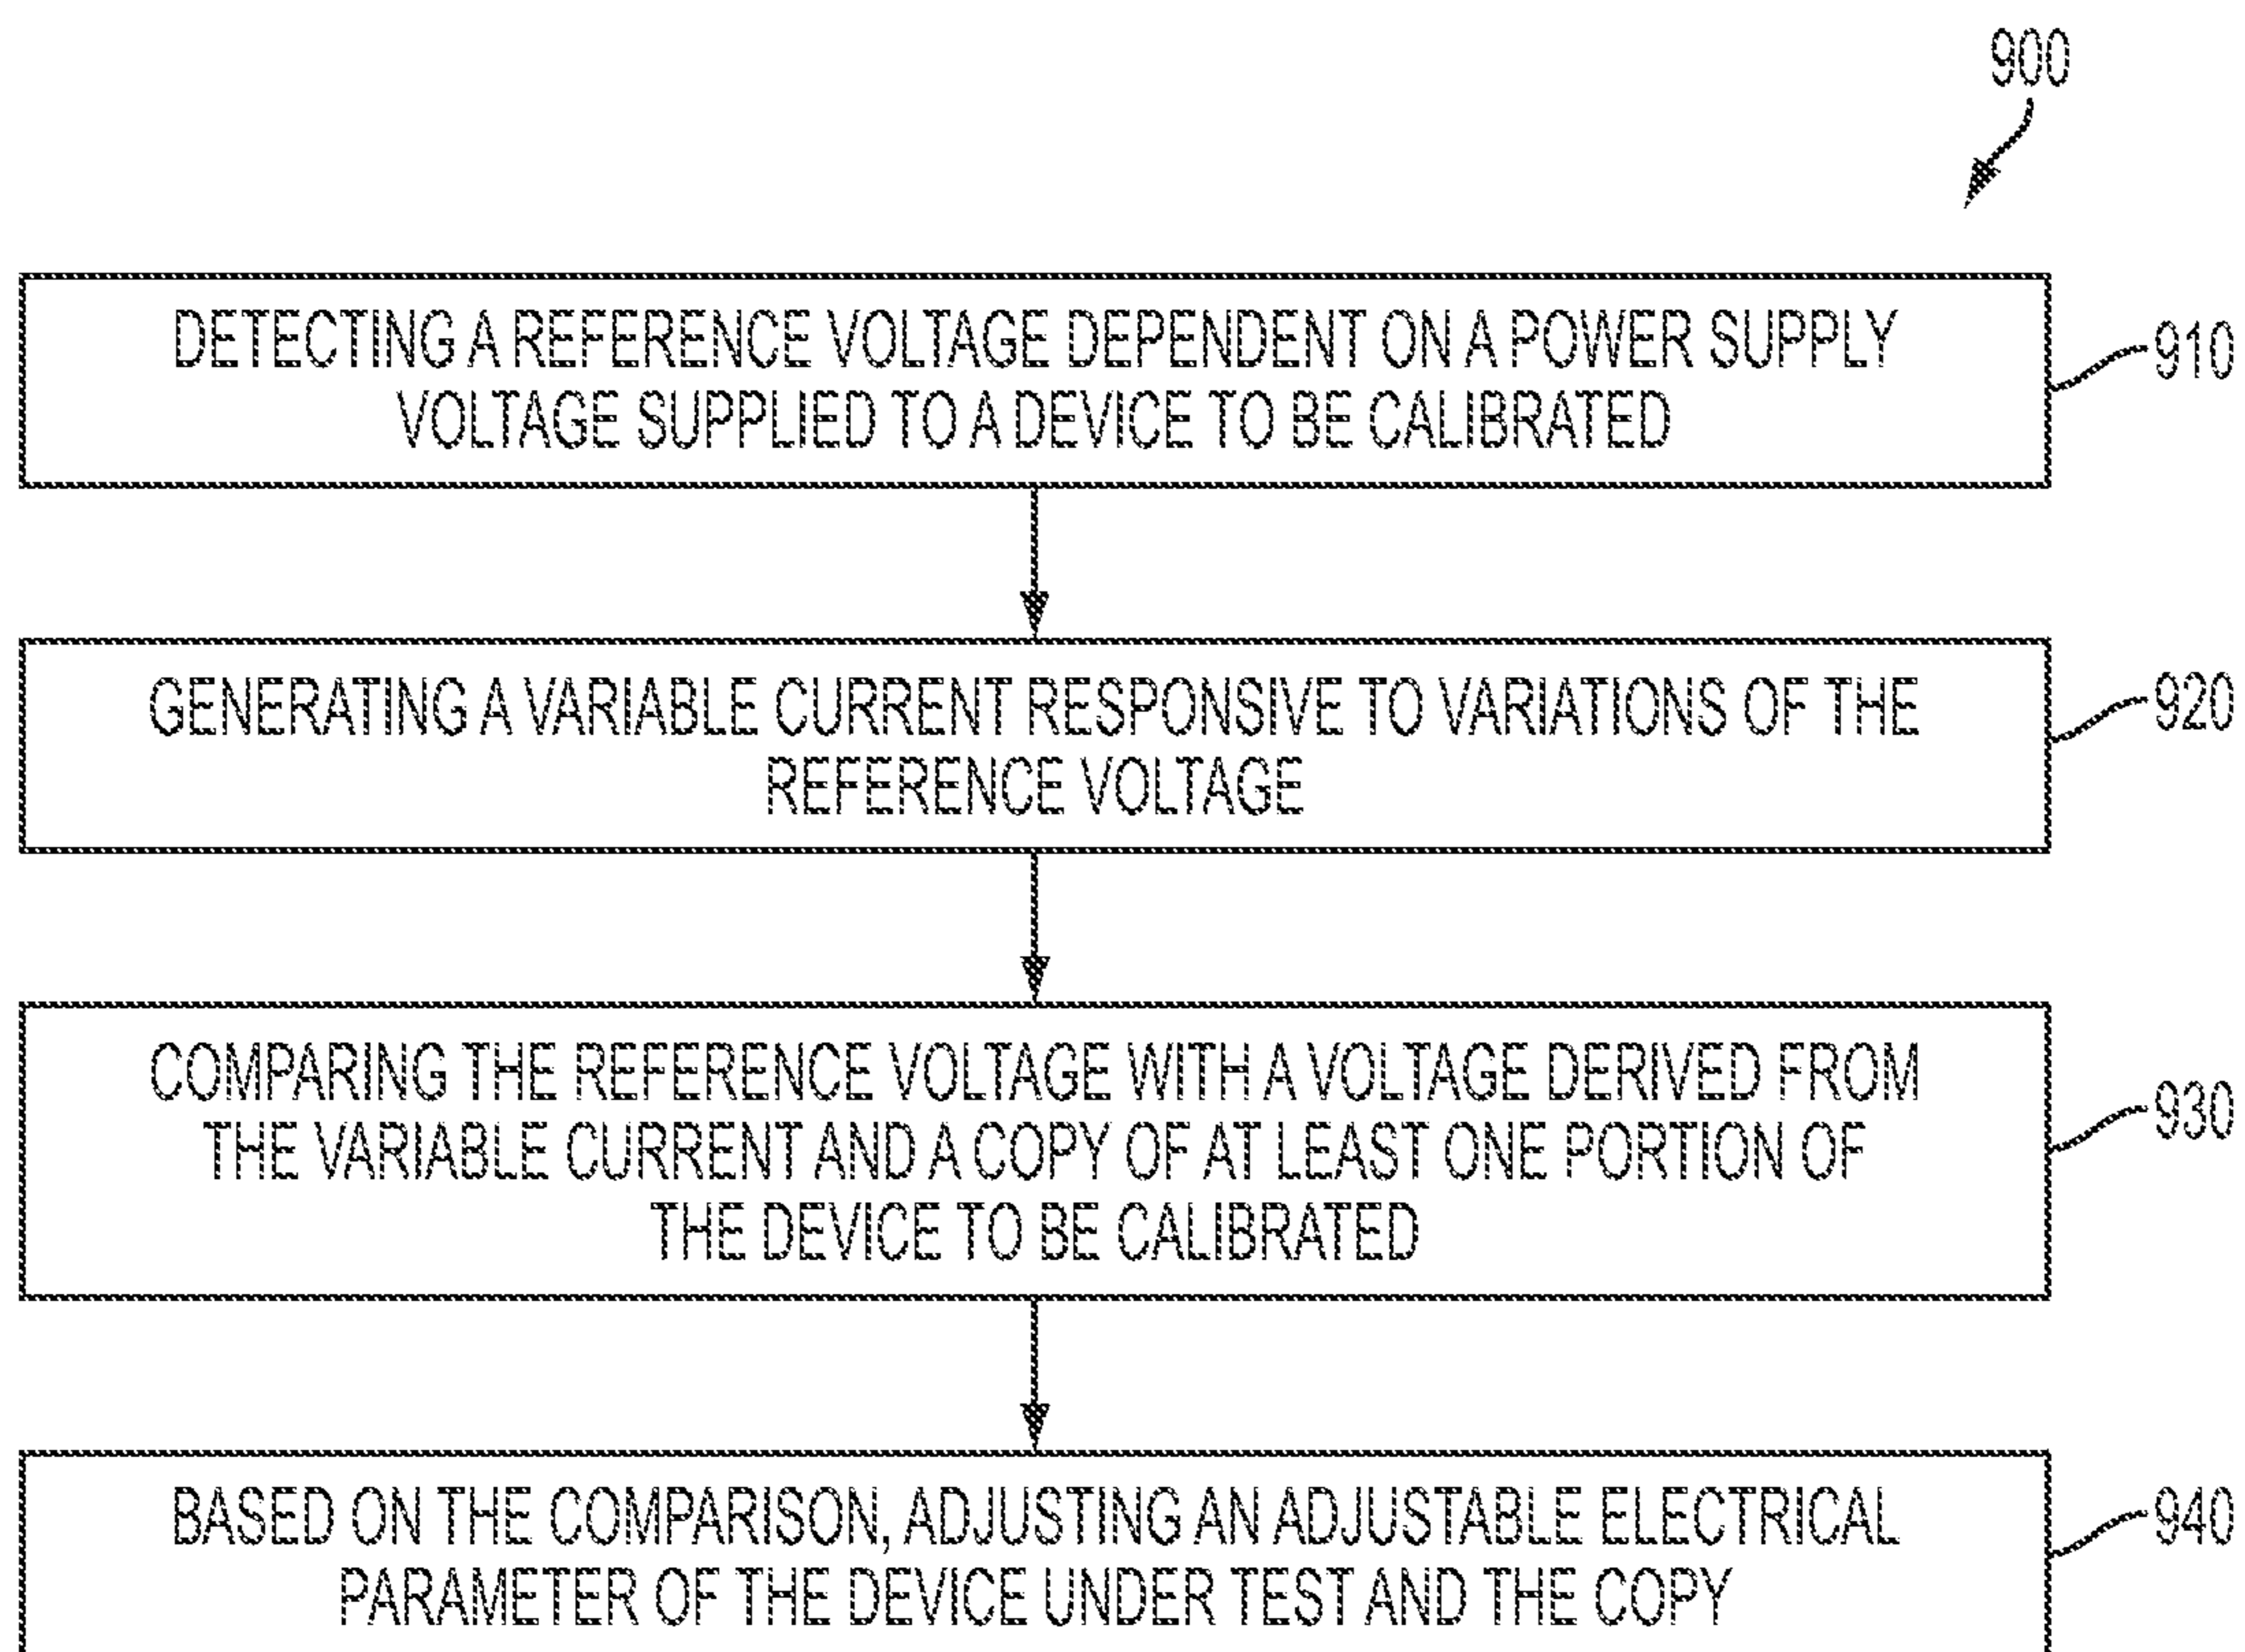 900
DETECTING A REFERENCE VOLTAGE DEPENDENT ON A POWER SUPPLY
VOLTAGE SUPPLIED TO A DEVICE TO BE CALIBRATED
910
GENERATING A VARIABLE CURRENT RESPONSIVE TO VARIATIONS OF THE
REFERENCE VOLTAGE
920
COMPARING THE REFERENCE VOLTAGE WITH A VOLTAGE DERIVED FROM
THE VARIABLE CURRENT AND A COPY OF AT LEAST ONE PORTION OF
THE DEVICE TO BE CALIBRATED
930
BASED ON THE COMPARISON, ADJUSTING AN ADJUSTABLE ELECTRICAL
PARAMETER OF THE DEVICE UNDER TEST AND THE COPY
940